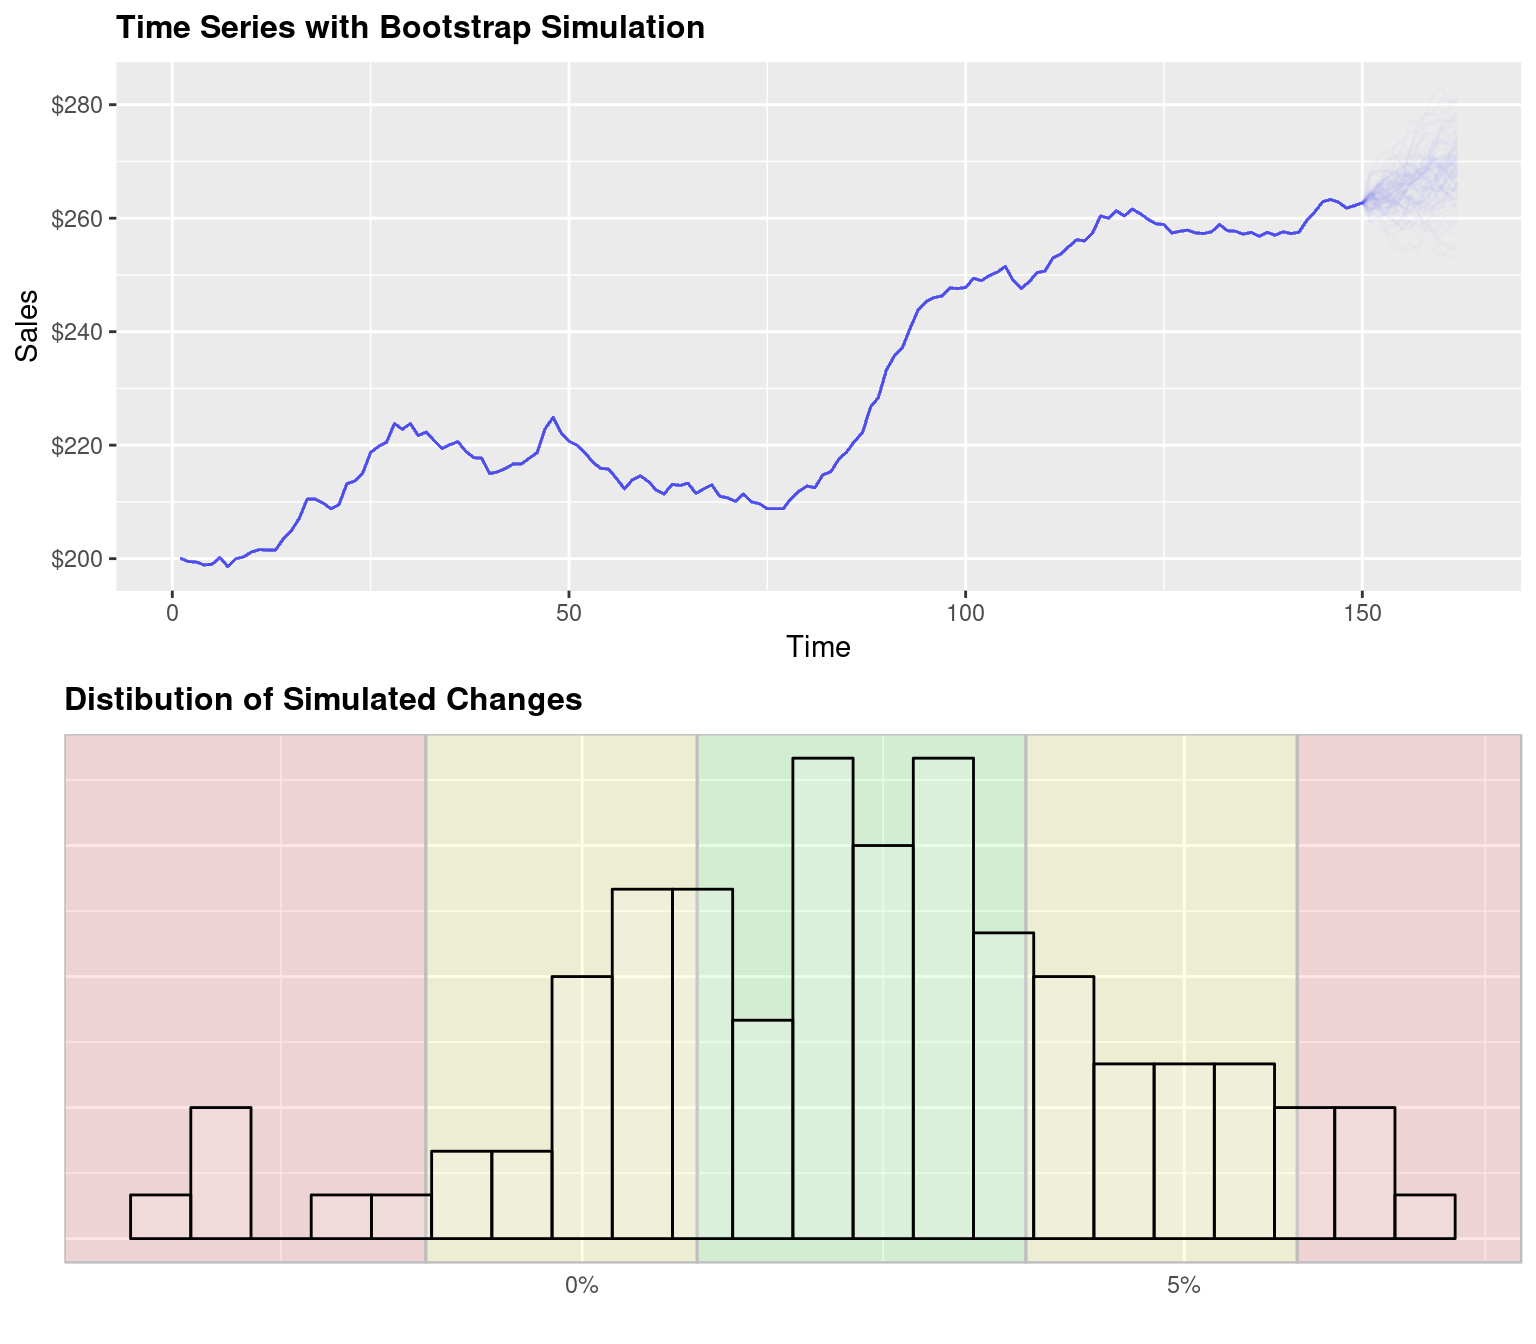 Time Series with Bootstrap Simulation
$280
$260
$240
$220
$200
Sales
0 50 100 150
Time
Distibution of Simulated Changes
0% 5%